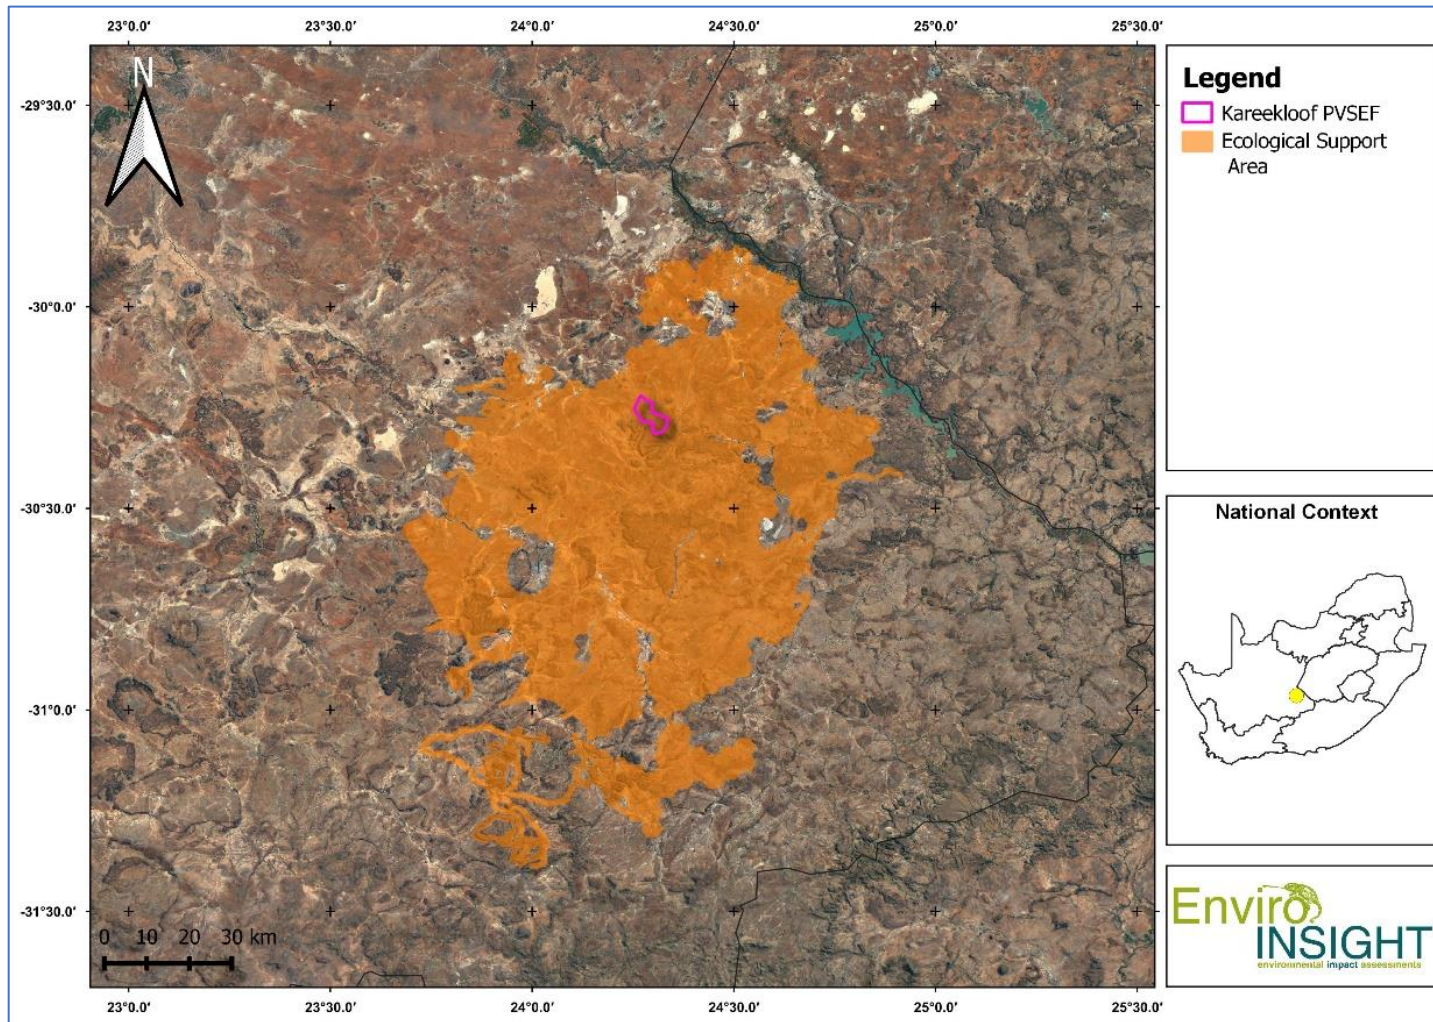 23°0.0′ 23°30.0′ 24°0.0′ 24°30.0′ 25°0.0′ 25°30.0′
N
-29°30.0′
-30°0.0′
-30°30.0′
-31°0.0′
-31°30.0′
0 10 20 30 km
23°0.0′ 23°30.0′ 24°0.0′ 24°30.0′ 25°0.0′ 25°30.0′
Legend
Kareekloof PVSEF
Ecological Support
Area
National Context
Enviro
INSIGHT
environmental impact assessments